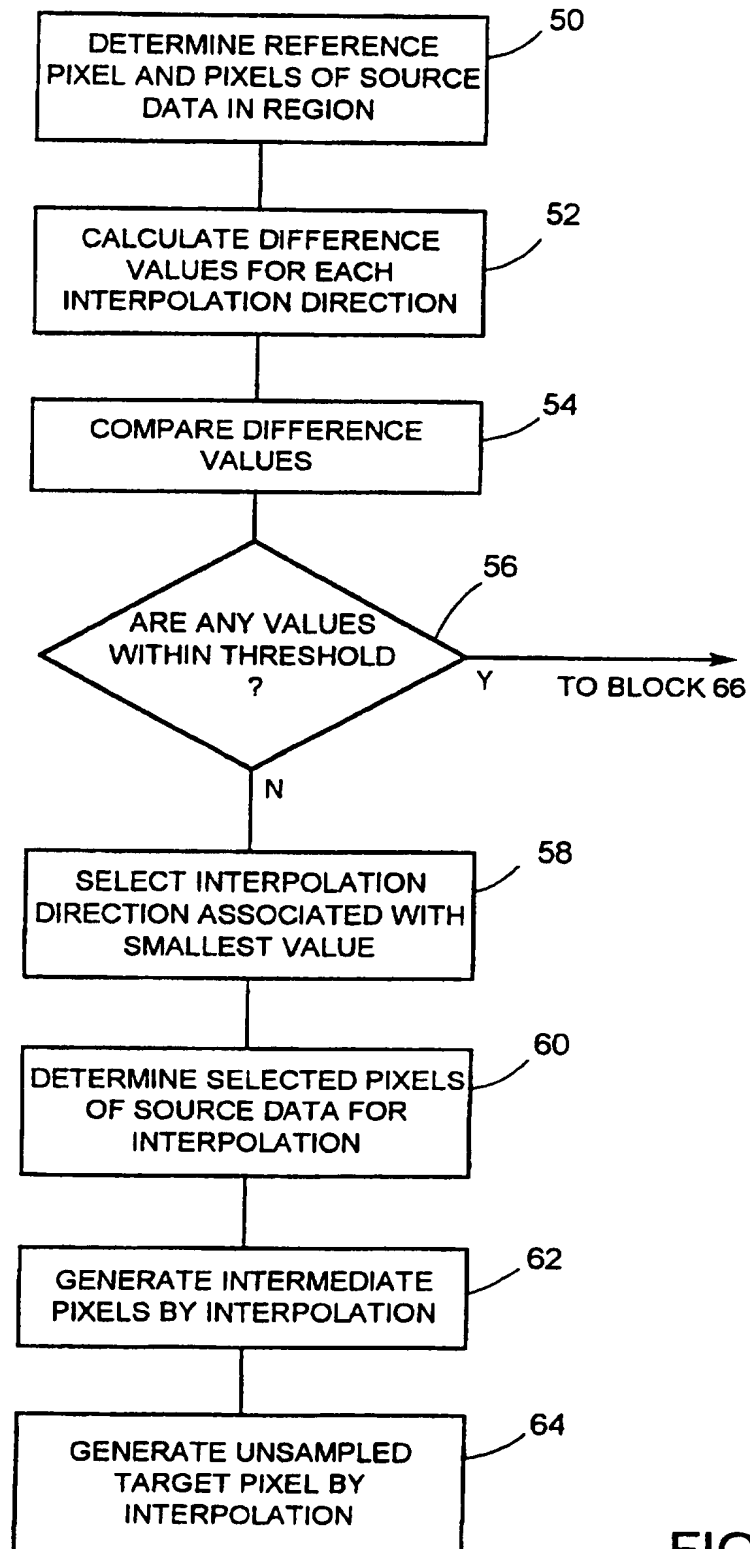 50
DETERMINE REFERENCE
PIXEL AND PIXELS OF SOURCE
DATA IN REGION
52
CALCULATE DIFFERENCE
VALUES FOR EACH
INTERPOLATION DIRECTION
54
COMPARE DIFFERENCE
VALUES
56
ARE ANY VALUES
WITHIN THRESHOLD
?
Y
TO BLOCK 66
N
58
SELECT INTERPOLATION
DIRECTION ASSOCIATED WITH
SMALLEST VALUE
60
DETERMINE SELECTED PIXELS
OF SOURCE DATA FOR
INTERPOLATION
62
GENERATE INTERMEDIATE
PIXELS BY INTERPOLATION
64
GENERATE UNSAMPLED
TARGET PIXEL BY
INTERPOLATION